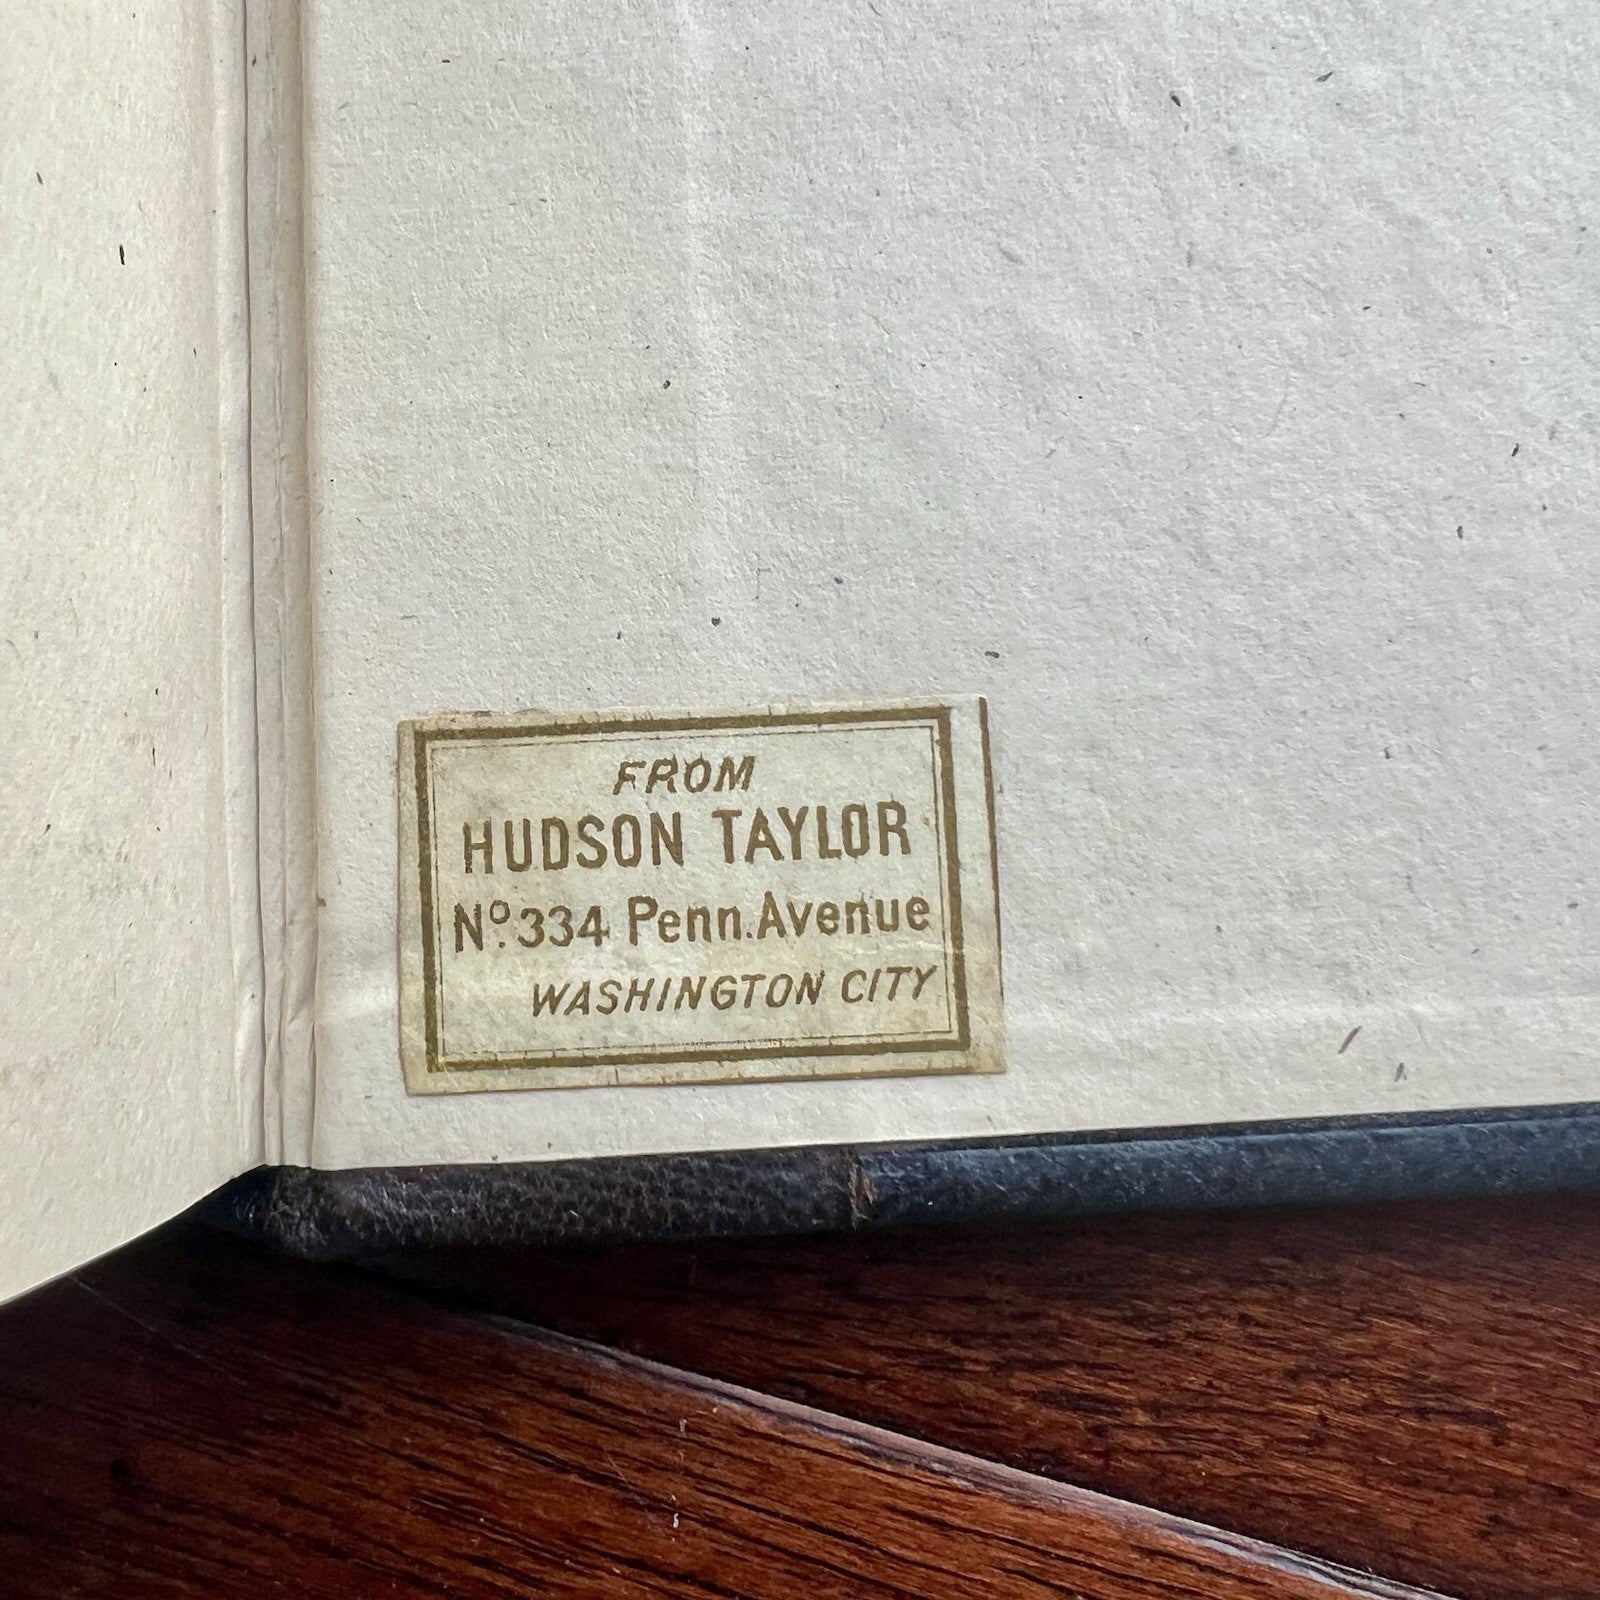 FROM
HUDSON TAYLOR
Nº. 334 Penn. Avenue
WASHINGTON CITY